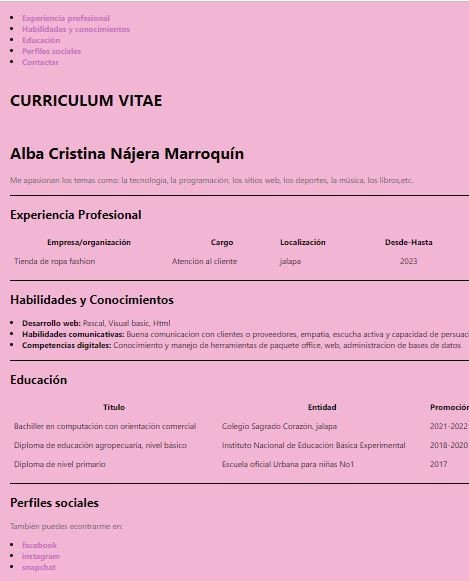 Experiencia profesional
Habilidades y conocimientos
Educación
Perfiles sociales
Contactar
CURRICULUM VITAE
Alba Cristina Nájera Marroquín
Me apasionan los temas como: la tecnología, la programación, los sitios web, los deportes, la música, los libros,etc.
Experiencia Profesional
Empresa/organización Cargo Localización Desde-Hasta
Tienda de ropa fashion Atención al cliente jalapa 2023
Habilidades y Conocimientos
Desarrollo web: Pascal, Visual basic, Html
Habilidades comunicativas: Buena comunicacion con clientes o proveedores, empatia, escucha activa y capacidad de persuaci
Competencias digitales: Conocimiento y manejo de herramientas de paquete office, web, administracion de bases de datos
Educación
Título Entidad Promoción
Bachiller en computación con orientación comercial Colegio Sagrado Corazón, jalapa 2021-2022
Diploma de educación agropecuaria, nivel básico Instituto Nacional de Educación Básica Experimental 2018-2020
Diploma de nivel primario Escuela oficial Urbana para niñas No1 2017
Perfiles sociales
También puedes econtrarme en:
facebook
instagram
snapchat